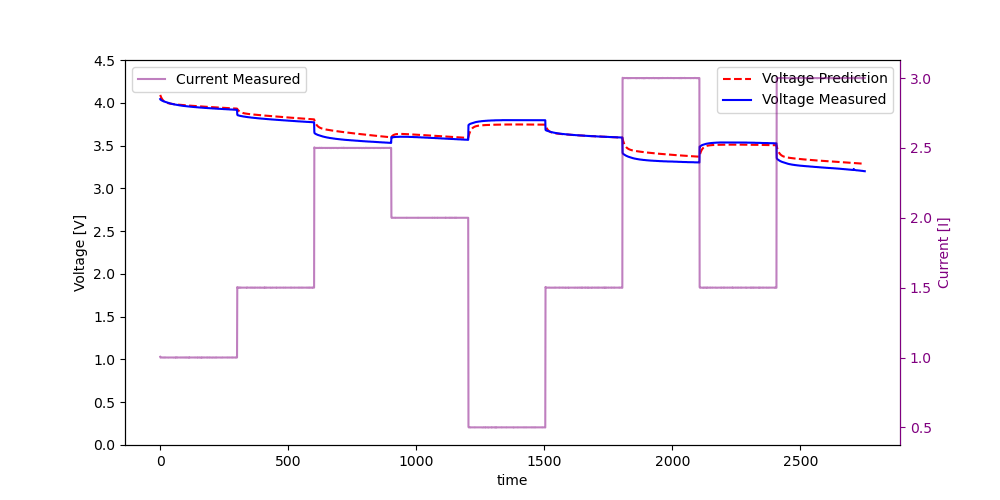 Current Measured
Voltage Prediction
Voltage Measured
4.5
4.0
3.5
3.0
2.5
2.0
1.5
1.0
0.5
0.0
Voltage [V]
3.0
2.5
2.0
1.5
1.0
0.5
Current [I]
0 500 1000 1500 2000 2500
time